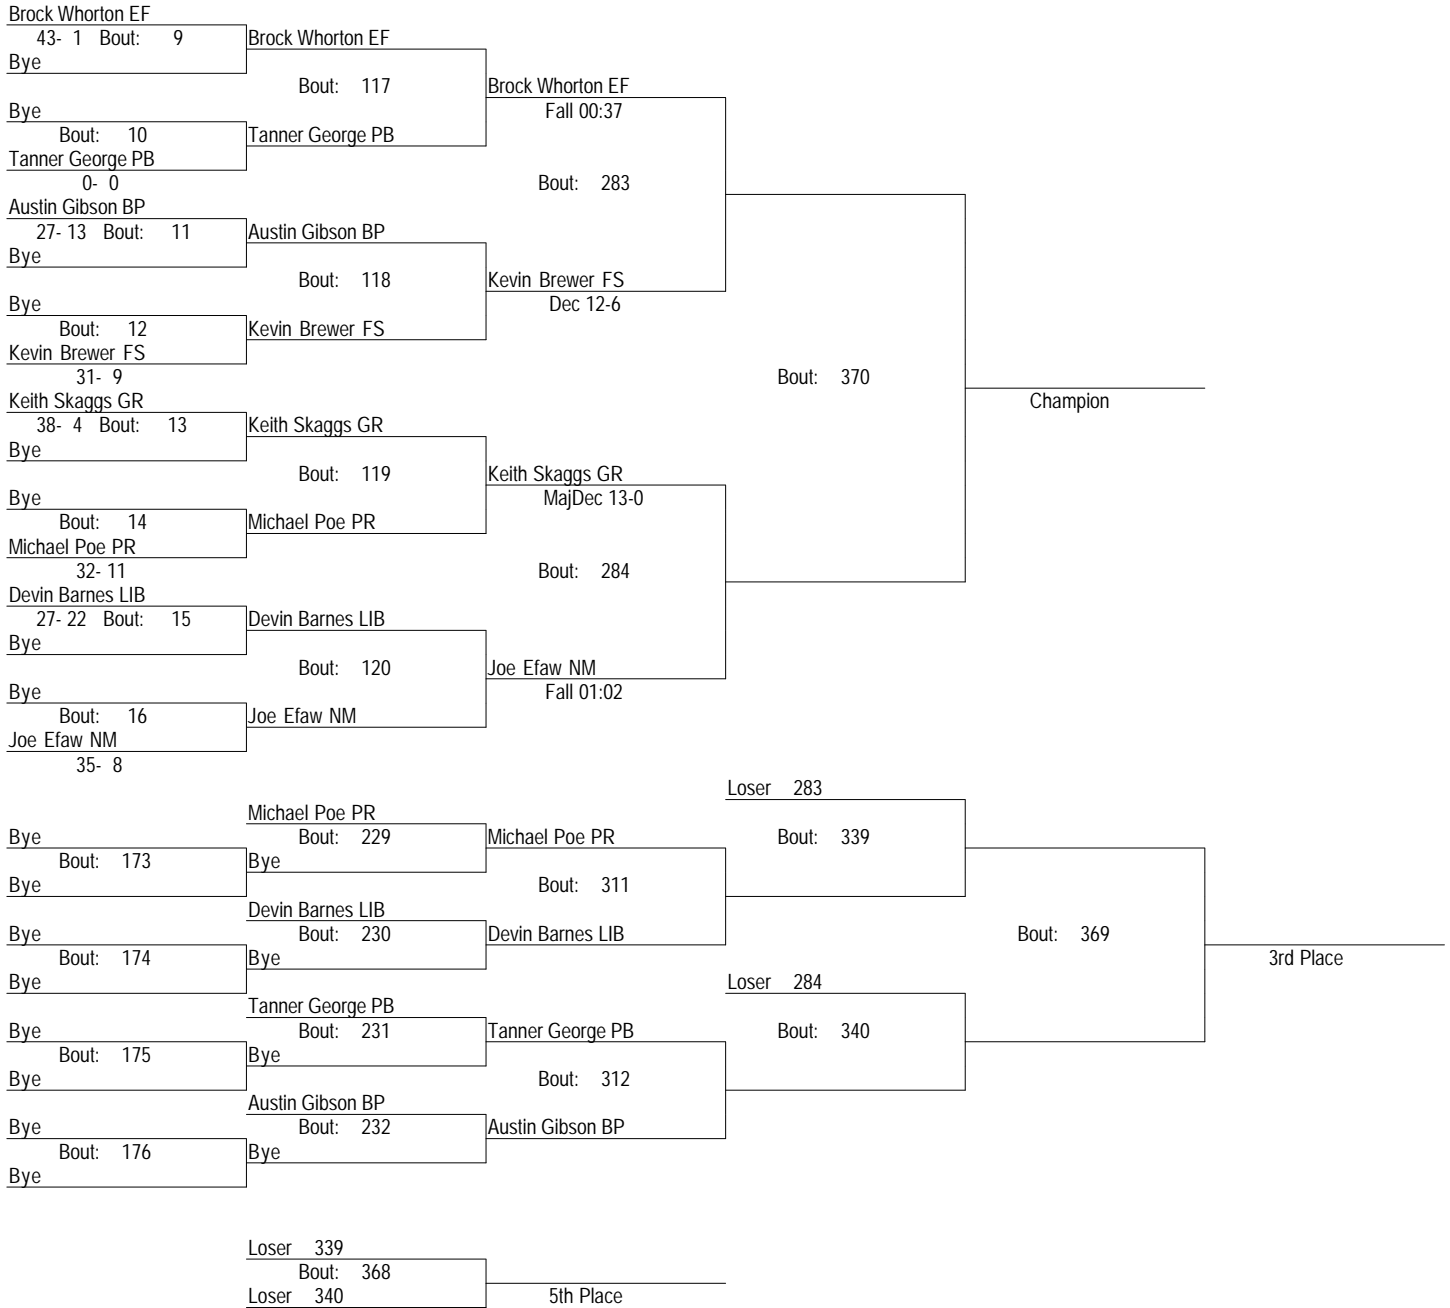 Brock Whorton EF
43- 1 Bout: 9 Brock Whorton EF
Bye
Bout: 117 Brock Whorton EF
Bye Fall 00:37
Bout: 10 Tanner George PB
Tanner George PB
0- 0 Bout: 283
Austin Gibson BP
27- 13 Bout: 11 Austin Gibson BP
Bye
Bout: 118 Kevin Brewer FS
Bye Dec 12-6
Bout: 12 Kevin Brewer FS
Kevin Brewer FS
31- 9 Bout: 370
Keith Skaggs GR Champion
38- 4 Bout: 13 Keith Skaggs GR
Bye
Bout: 119 Keith Skaggs GR
Bye MajDec 13-0
Bout: 14 Michael Poe PR
Michael Poe PR
32- 11 Bout: 284
Devin Barnes LIB
27- 22 Bout: 15 Devin Barnes LIB
Bye
Bout: 120 Joe Efaw NM
Bye Fall 01:02
Bout: 16 Joe Efaw NM
Joe Efaw NM
35- 8
Loser 283
Michael Poe PR
Bye Bout: 229 Michael Poe PR Bout: 339
Bout: 173 Bye
Bye Bout: 311
Devin Barnes LIB
Bye Bout: 230 Devin Barnes LIB Bout: 369
Bout: 174 Bye 3rd Place
Bye Loser 284
Tanner George PB
Bye Bout: 231 Tanner George PB Bout: 340
Bout: 175 Bye
Bye Bout: 312
Austin Gibson BP
Bye Bout: 232 Austin Gibson BP
Bout: 176 Bye
Bye
Loser 339
Bout: 368
Loser 340 5th Place